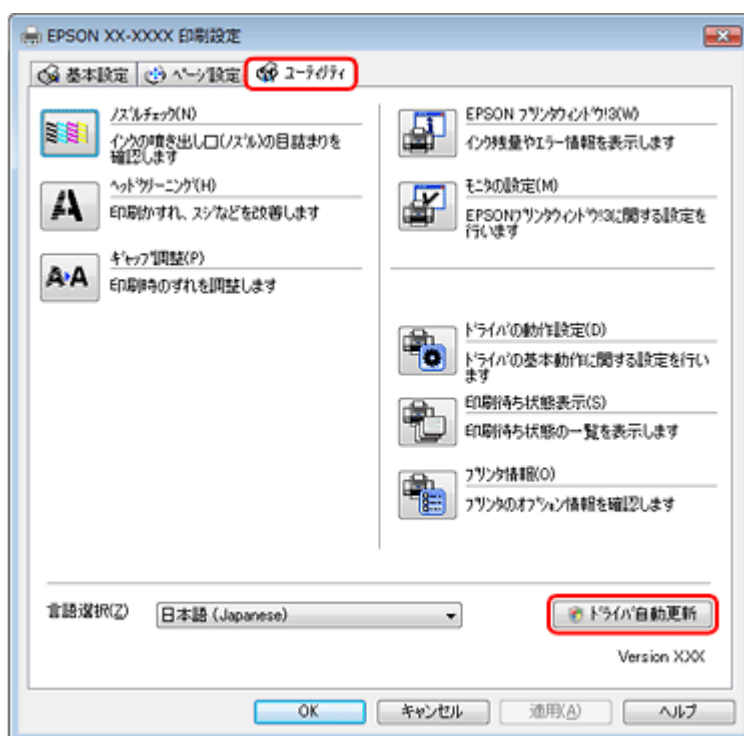 EPSON XX-XXXX 印刷設定
基本設定
ページ設定
ユーティリティ
ノズルチェック(N)
インクの噴き出し口(ノズル)の目詰まりを
確認します
ヘッドクリーニング(H)
印刷かすれ、スジなどを改善します
ギャップ調整(P)
印刷時のずれを調整します
EPSON プリンタウィンドウ!3(W)
インク残量やエラー情報を表示します
モニタの設定(M)
EPSONプリンタウィンドウ!3に関する設定を
行います
ドライバの動作設定(D)
ドライバの基本動作に関する設定を行い
ます
印刷待ち状態表示(S)
印刷待ち状態の一覧を表示します
プリンタ情報(O)
プリンタのオプション情報を確認します
言語選択(Z)
日本語 (Japanese)
ドライバ自動更新
Version XXX
OK
キャンセル
適用(A)
ヘルプ